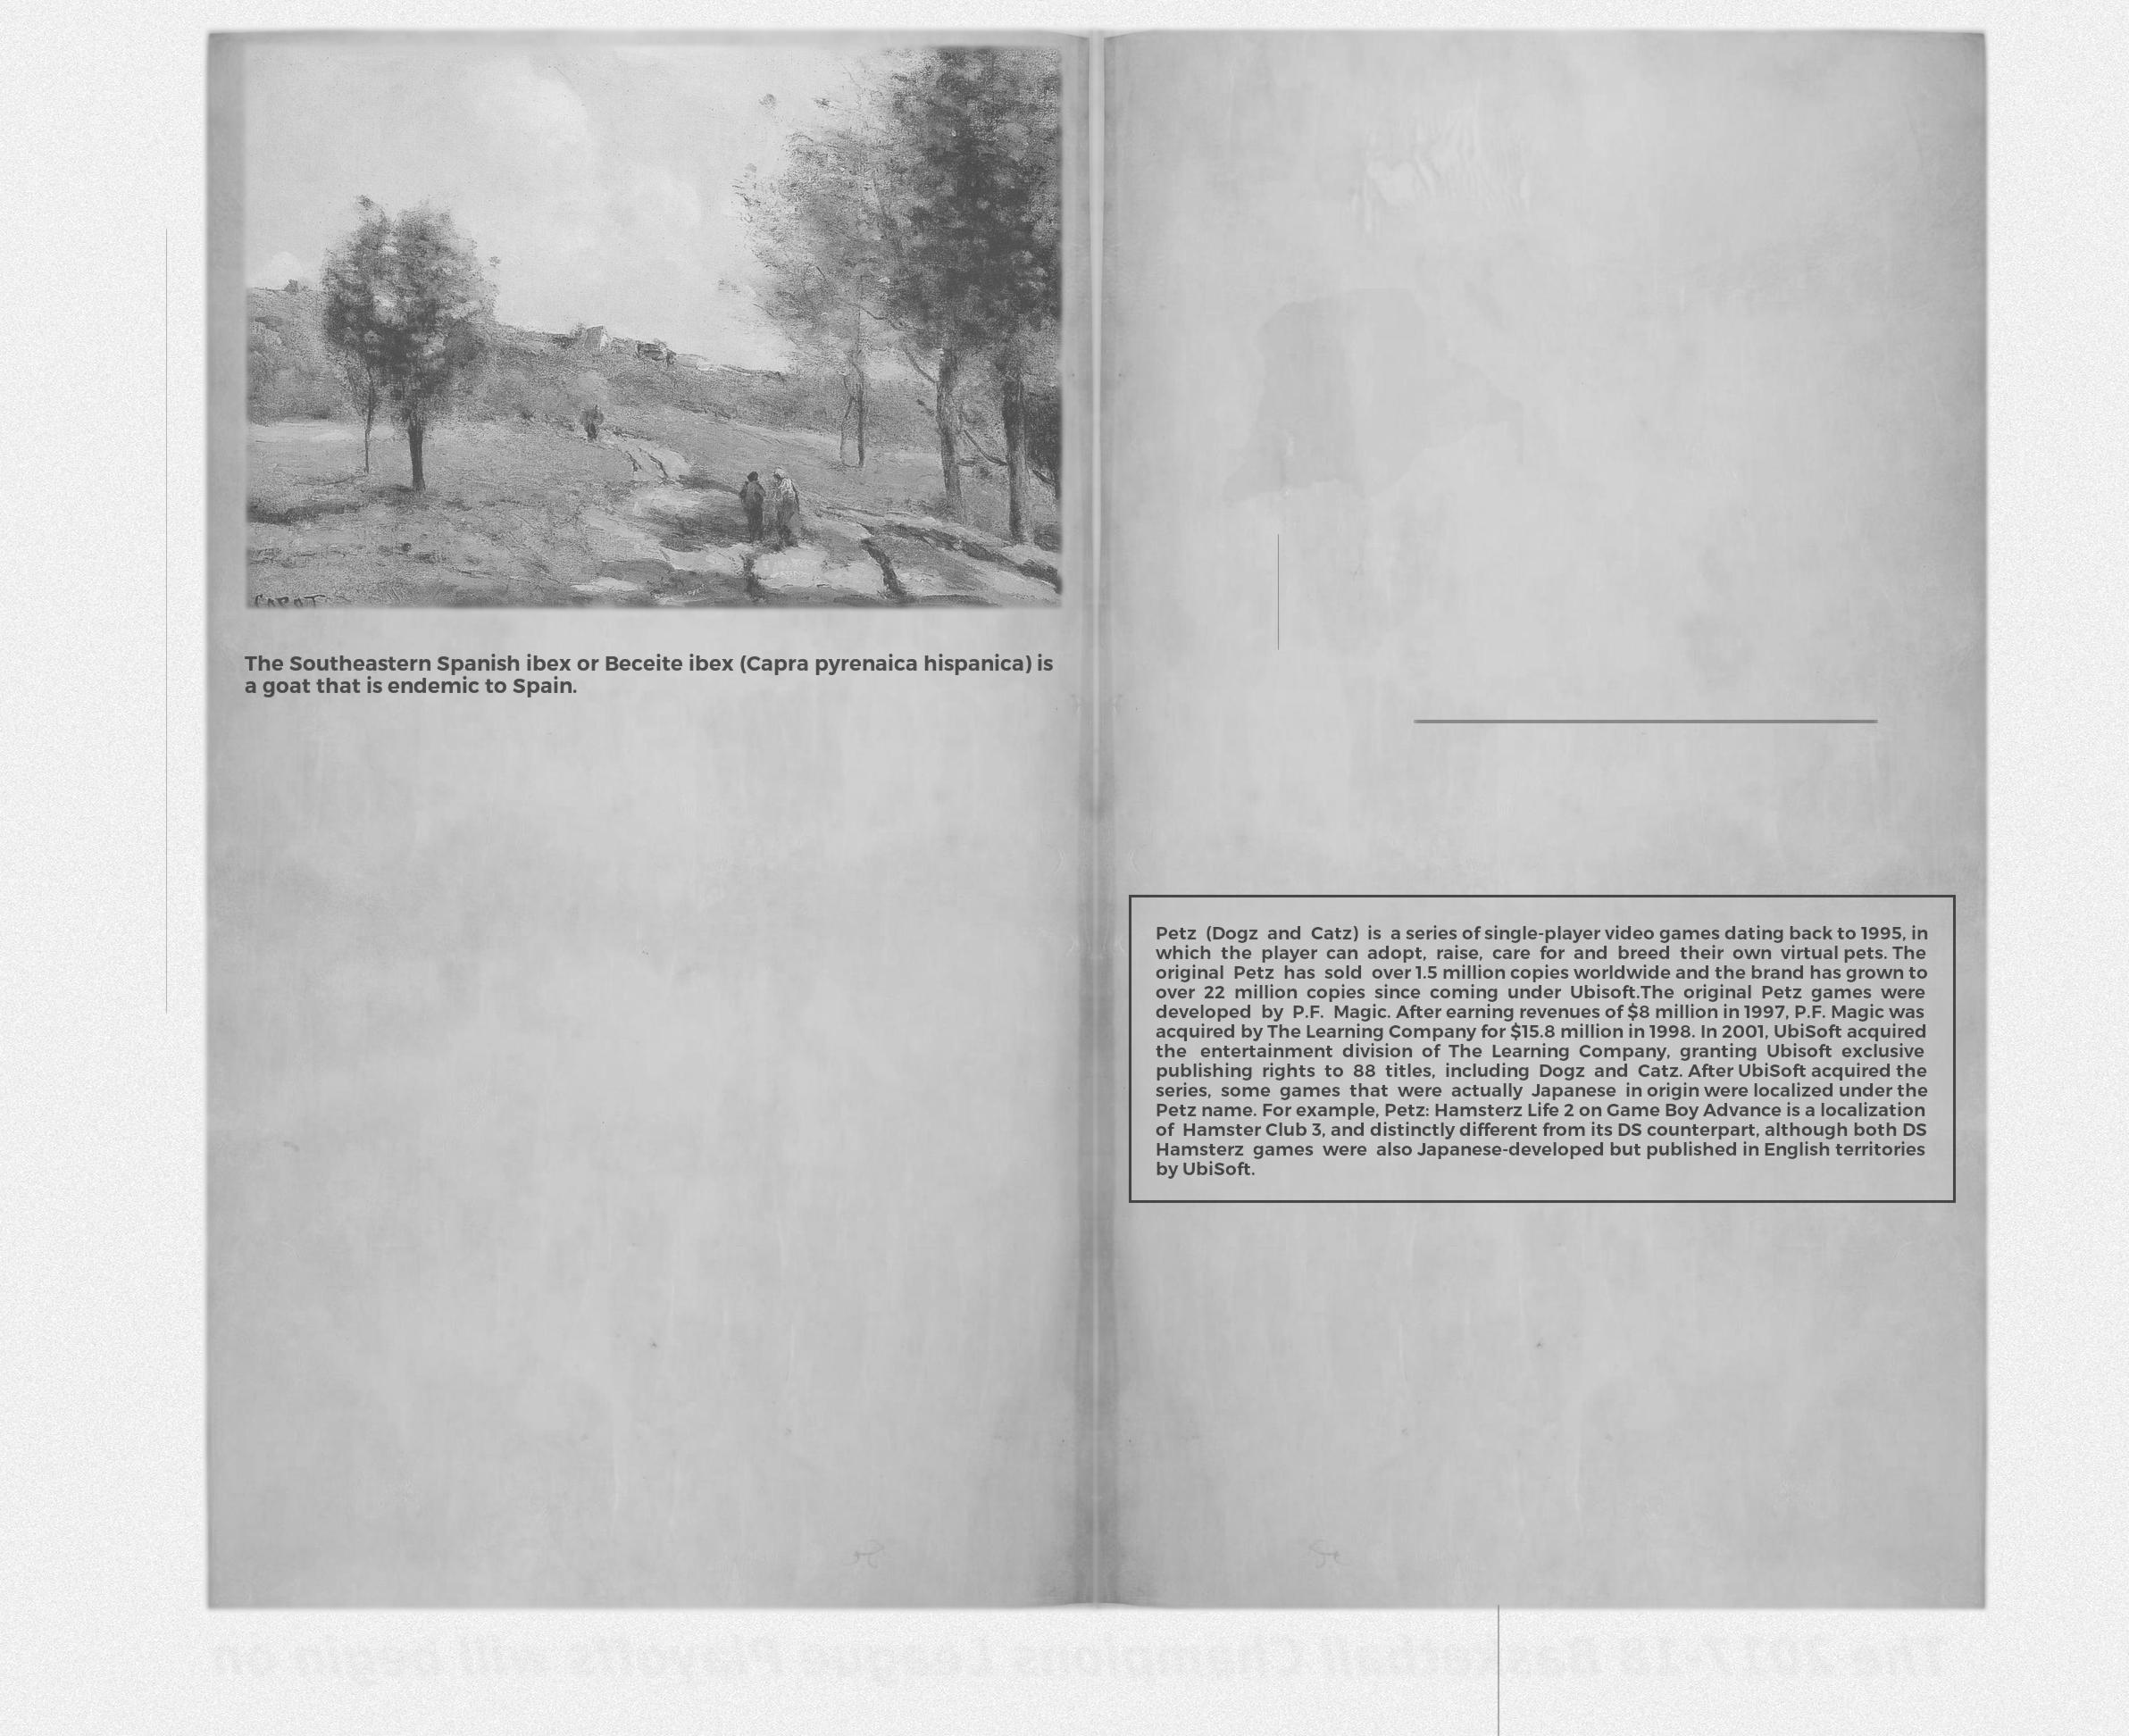 COROT
The Southeastern Spanish ibex or Beceite ibex (Capra pyrenaica hispanica) is
a goat that is endemic to Spain.
Petz (Dogz and Catz) is a series of single-player video games dating back to 1995, in
which the player can adopt, raise, care for and breed their own virtual pets. The
original Petz has sold over 1.5 million copies worldwide and the brand has grown to
over 22 million copies since coming under Ubisoft.The original Petz games were
developed by P.F. Magic. After earning revenues of $8 million in 1997, P.F. Magic was
acquired by The Learning Company for $15.8 million in 1998. In 2001, UbiSoft acquired
the entertainment division of The Learning Company, granting Ubisoft exclusive
publishing rights to 88 titles, including Dogz and Catz. After UbiSoft acquired the
series, some games that were actually Japanese in origin were localized under the
Petz name. For example, Petz: Hamsterz Life 2 on Game Boy Advance is a localization
of Hamster Club 3, and distinctly different from its DS counterpart, although both DS
Hamsterz games were also Japanese-developed but published in English territories
by UbiSoft.
The 2017-18 Basketball Champions League Playoffs will begin on